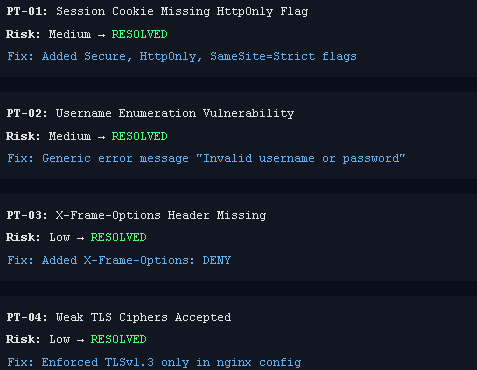 PT-01: Session Cookie Missing HttpOnly Flag
Risk: Medium → RESOLVED
Fix: Added Secure, HttpOnly, SameSite=Strict flags
PT-02: Username Enumeration Vulnerability
Risk: Medium → RESOLVED
Fix: Generic error message "Invalid username or password"
PT-03: X-Frame-Options Header Missing
Risk: Low → RESOLVED
Fix: Added X-Frame-Options: DENY
PT-04: Weak TLS Ciphers Accepted
Risk: Low → RESOLVED
Fix: Enforced TLSv1.3 only in nginx config